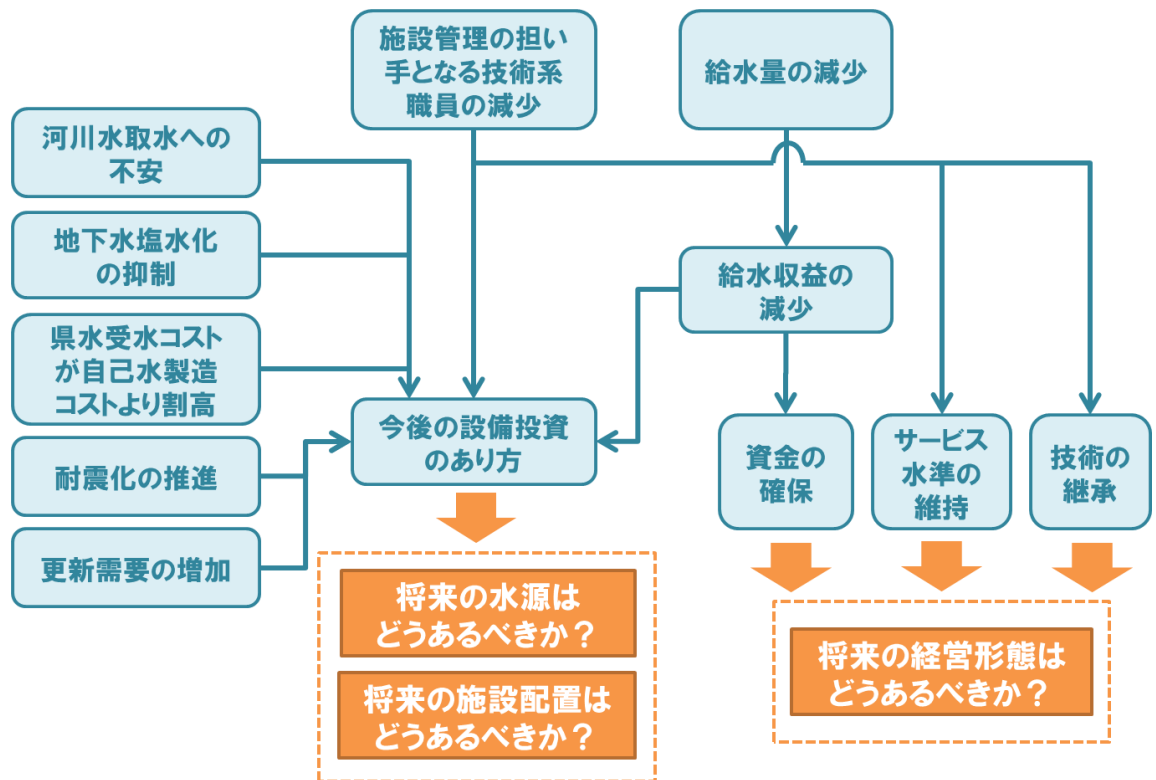 施設管理の担い
手となる技術系
職員の減少
給水量の減少
河川水取水への
不安
地下水塩水化
の抑制
県水受水コスト
が自己水製造
コストより割高
耐震化の推進
更新需要の増加
給水収益の
減少
今後の設備投資
のあり方
資金の
確保
サービス
水準の
維持
技術の
継承
将来の水源は
どうあるべきか？
将来の施設配置は
どうあるべきか？
将来の経営形態は
どうあるべきか？